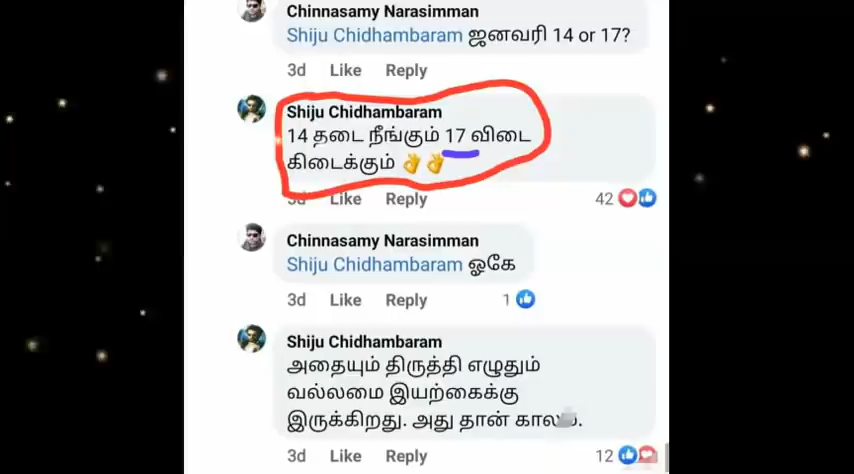 Chinnasamy Narasimman
Shiju Chidhambaram ஜனவரி 14 or 17?
3d Like Reply
Shiju Chidhambaram
14 தடை நீங்கும் 17 விடை
கிடைக்கும் 👌👌
3d Like Reply 42
Chinnasamy Narasimman
Shiju Chidhambaram ஓகே
3d Like Reply 1
Shiju Chidhambaram
அதையும் திருத்தி எழுதும்
வல்லமை இயற்கைக்கு
இருக்கிறது. அது தான்
3d Like Reply 12